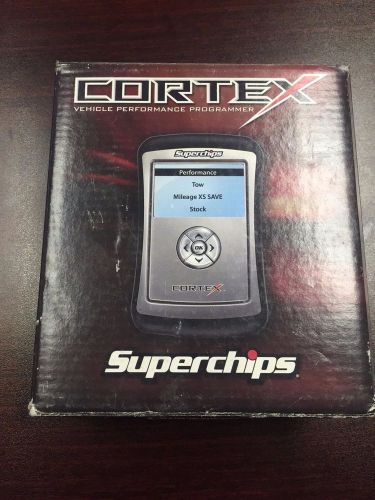 CORTEX
VEHICLE PERFORMANCE PROGRAMMER
Superchips
Performance
Tow
Mileage XS SAVE
Stock
OK
CORTEX
Superchips